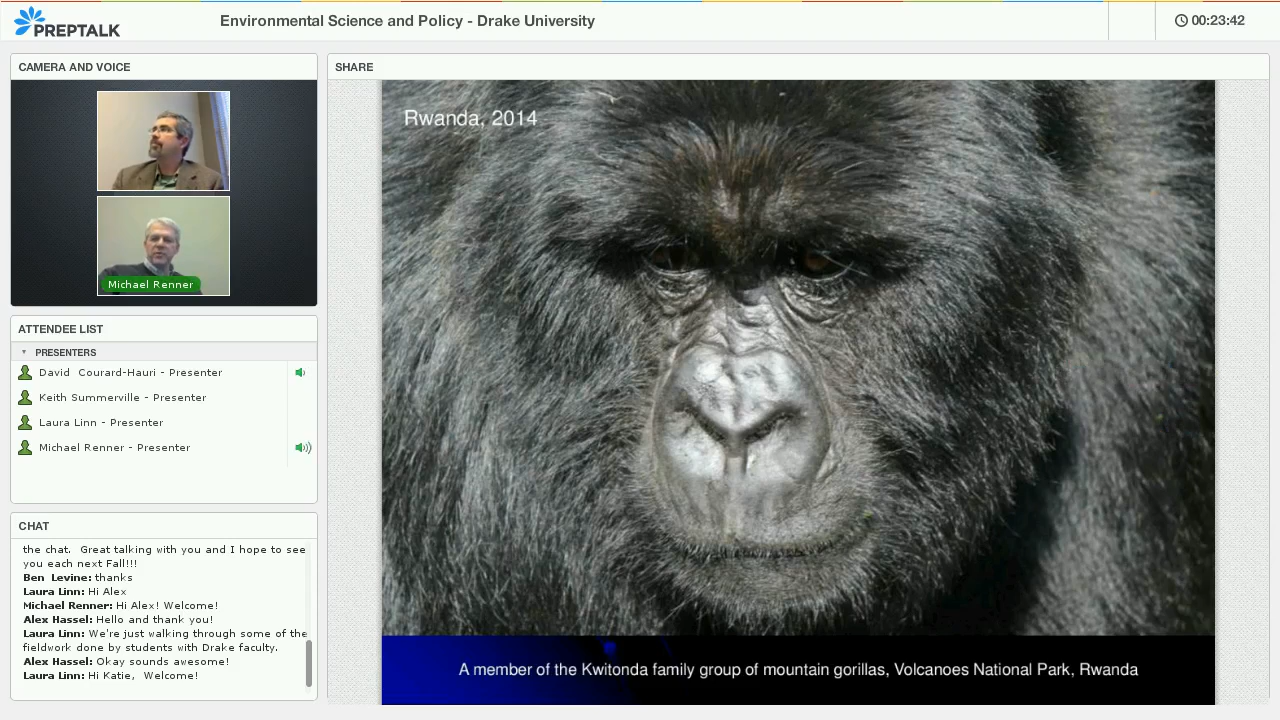 PREPTALK
Environmental Science and Policy - Drake University
00:23:42
CAMERA AND VOICE
Michael Renner
ATTENDEE LIST
PRESENTERS
David Courard-Hauri - Presenter
Keith Summerville - Presenter
Laura Linn - Presenter
Michael Renner - Presenter
CHAT
the chat. Great talking with you and I hope to see
you each next Fall!!!
Ben Levine: thanks
Laura Linn: Hi Alex
Michael Renner: Hi Alex! Welcome!
Alex Hassel: Hello and thank you!
Laura Linn: We're just walking through some of the
fieldwork done by students with Drake faculty.
Alex Hassel: Okay sounds awesome!
Laura Linn: Hi Katie, Welcome!
SHARE
Rwanda, 2014
A member of the Kwitonda family group of mountain gorillas, Volcanoes National Park, Rwanda